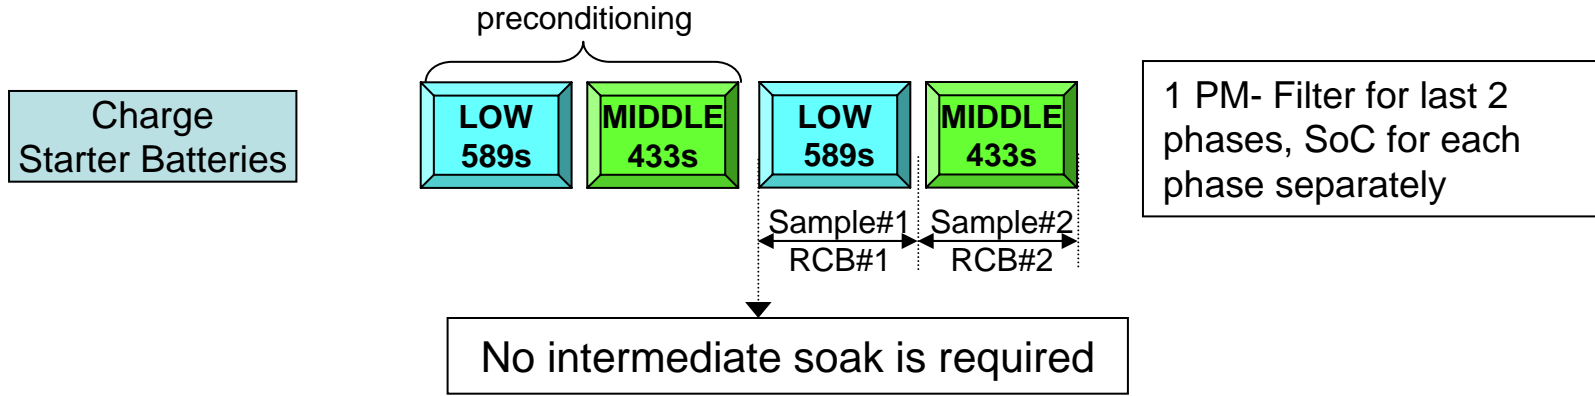 preconditioning
Charge
Starter Batteries
LOW
589s
MIDDLE
433s
LOW
589s
MIDDLE
433s
1 PM- Filter for last 2
phases, SoC for each
phase separately
Sample#1
RCB#1
Sample#2
RCB#2
No intermediate soak is required